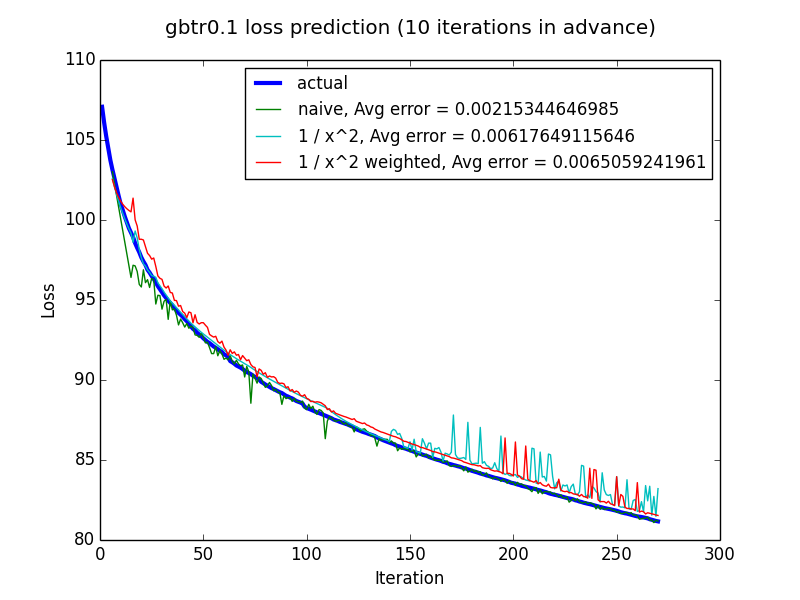 gbtr0.1 loss prediction (10 iterations in advance)
110
105
100
95
90
85
80
Loss
actual
naive, Avg error = 0.00215344646985
1 / x^2, Avg error = 0.00617649115646
1 / x^2 weighted, Avg error = 0.0065059241961
0 50 100 150 200 250 300
Iteration